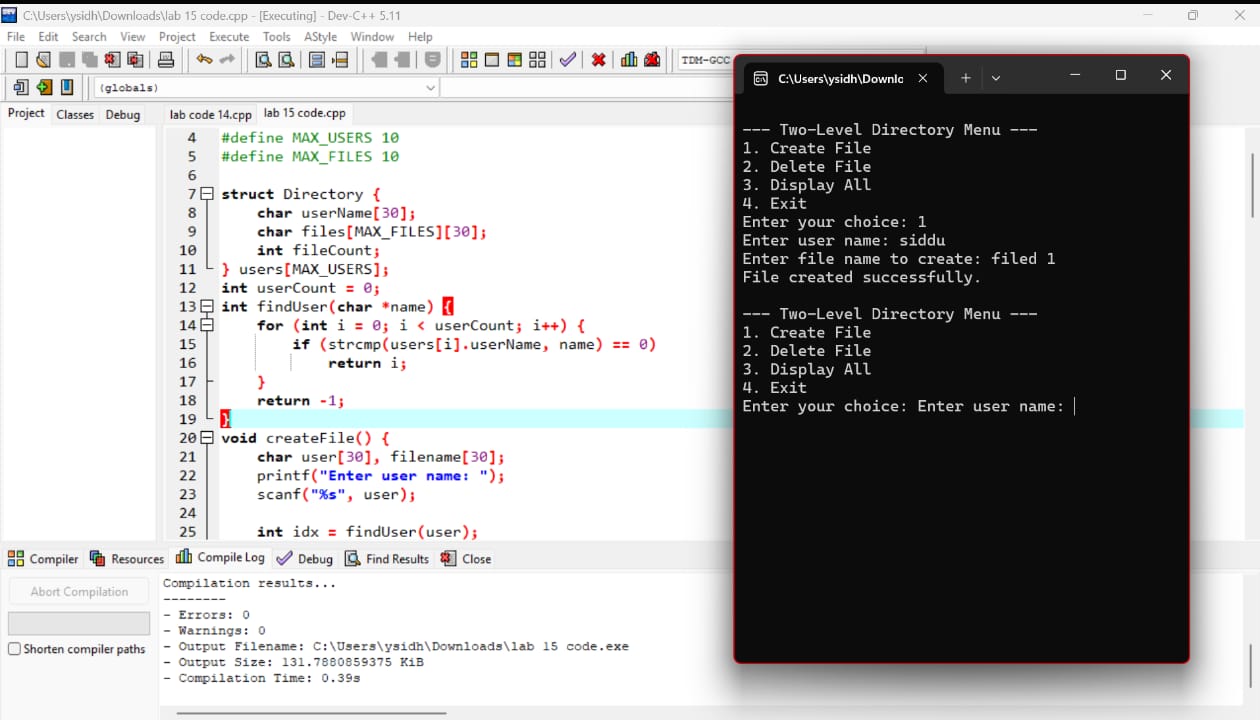 C:\Users\ysidh\Downloads\lab 15 code.cpp - [Executing] - Dev-C++ 5.11
File Edit Search View Project Execute Tools AStyle Window Help
TDM-GCC
(globals)
Project Classes Debug
lab code 14.cpp lab 15 code.cpp
4 #define MAX_USERS 10
5 #define MAX_FILES 10
6
7 struct Directory {
8 char userName[30];
9 char files[MAX_FILES][30];
10 int fileCount;
11 } users[MAX_USERS];
12 int userCount = 0;
13 int findUser(char *name) {
14 for (int i = 0; i < userCount; i++) {
15 if (strcmp(users[i].userName, name) == 0)
16 return i;
17 }
18 return -1;
19 }
20 void createFile() {
21 char user[30], filename[30];
22 printf("Enter user name: ");
23 scanf("%s", user);
24
25 int idx = findUser(user);
Compiler Resources Compile Log Debug Find Results Close
Abort Compilation
Shorten compiler paths
Compilation results...
--------
- Errors: 0
- Warnings: 0
- Output Filename: C:\Users\ysidh\Downloads\lab 15 code.exe
- Output Size: 131.7880859375 KiB
- Compilation Time: 0.39s
C:\Users\ysidh\Downlc
--- Two-Level Directory Menu ---
1. Create File
2. Delete File
3. Display All
4. Exit
Enter your choice: 1
Enter user name: siddu
Enter file name to create: filed 1
File created successfully.
--- Two-Level Directory Menu ---
1. Create File
2. Delete File
3. Display All
4. Exit
Enter your choice: Enter user name: